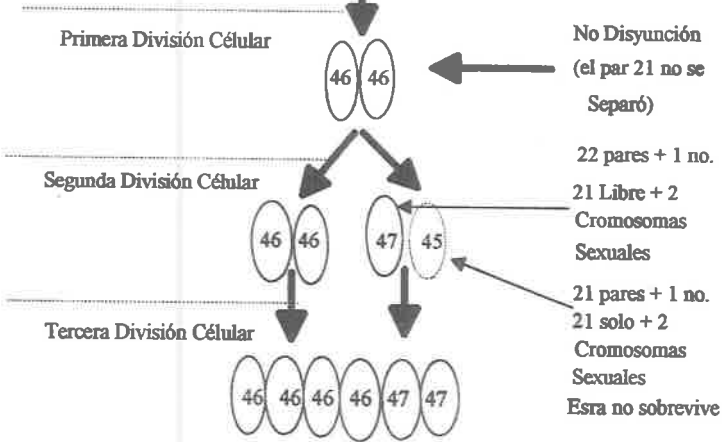 Primera División Célular
No Disyunción
(el par 21 no se
Separó)
46 46
22 pares + 1 no.
21 Libre + 2
Cromosomas
Sexuales
Segunda División Célular
46 46 47 45
21 pares + 1 no.
21 solo + 2
Cromosomas
Sexuales
Esra no sobrevive
Tercera División Célular
46 46 46 46 47 47